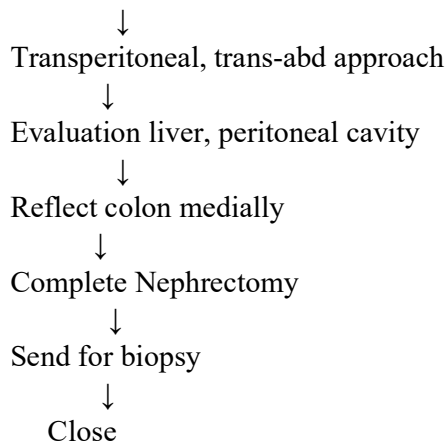 ↓
Transperitoneal, trans-abd approach
↓
Evaluation liver, peritoneal cavity
↓
Reflect colon medially
↓
Complete Nephrectomy
↓
Send for biopsy
↓
Close